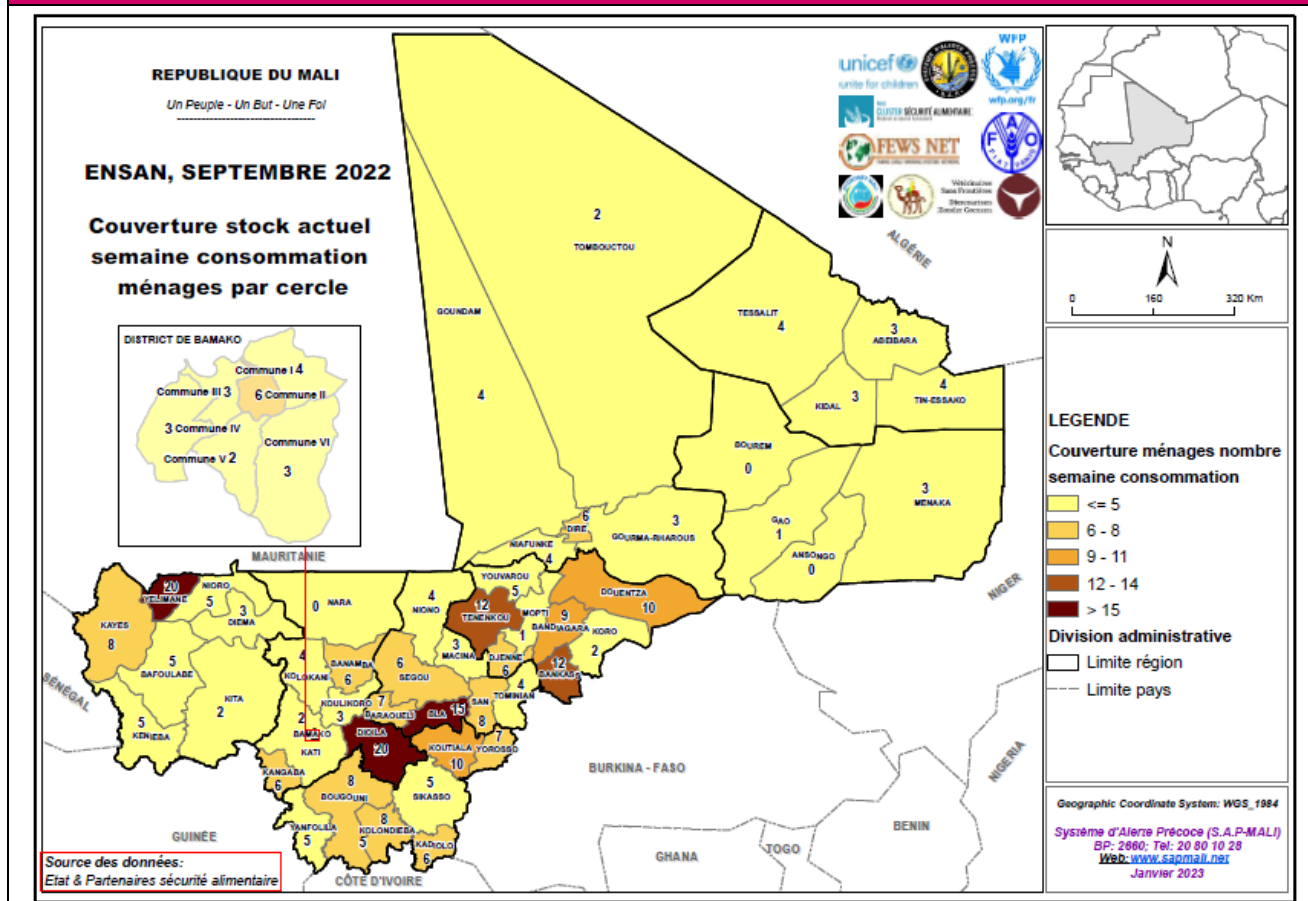 REPUBLIQUE DU MALI
Un Peuple - Un But - Une Foi
ENSAN, SEPTEMBRE 2022
Couverture stock actuel
semaine consommation
ménages par cercle
DISTRICT DE BAMAKO
Commune I 4
Commune III 3
6 Commune II
3 Commune IV
Commune VI
Commune V 2
3
unicef
unite for children
WFP
wfp.org/fr
CLUSTER SÉCURITÉ ALIMENTAIRE
FEWS NET
FAO
FIAT PANIS
Vétérinaires
Sans Frontières
2
TOMBOUCTOU
GOUNDAM
4
ALGÉRIE
TESSALIT
4
3
ABEIBARA
KIDAL
3
4
TIN-ESSAKO
BOUREM
0
3
MENAKA
GAO
1
ANSONGO
0
3
GOURMA-RHAROUS
6
DIRE
NIAFUNKE
4
MAURITANIE
NIGER
20
YELIMANE
NIORO
5
3
DIEMA
KAYES
8
5
BAFOULABE
KITA
2
5
KENIEBA
SÉNÉGAL
0
NARA
4
NIONO
YOUVAROU
5
12
TENENKOU
MOPTI
1
DOUENTZA
10
9
BANDIAGARA
KORO
2
3
MACINA
DJENNE
6
12
BANKASS
4
TOMINIAN
4
KOLOKANI
BANAMBA
6
6
SEGOU
KOULIKORO
3
7
BARAOUELI
BLA
15
SAN
8
2
BAMAKO
KATI
DIOILA
20
KOUTIALA
10
7
YOROSSO
KANGABA
6
8
BOUGOUNI
5
SIKASSO
YANFOLILA
5
8
KOLONDIEBA
5
KADIOLO
6
BURKINA - FASO
GUINÉE
CÔTE D'IVOIRE
GHANA
TOGO
BENIN
NIGERIA
Source des données:
Etat & Partenaires sécurité alimentaire
N
0 160 320 Km
LEGENDE
Couverture ménages nombre
semaine consommation
<= 5
6 - 8
9 - 11
12 - 14
> 15
Division administrative
Limite région
Limite pays
Geographic Coordinate System: WGS_1984
Système d'Alerte Précoce (S.A.P-MALI)
BP: 2660; Tel: 20 80 10 28
Web: www.sapmali.net
Janvier 2023